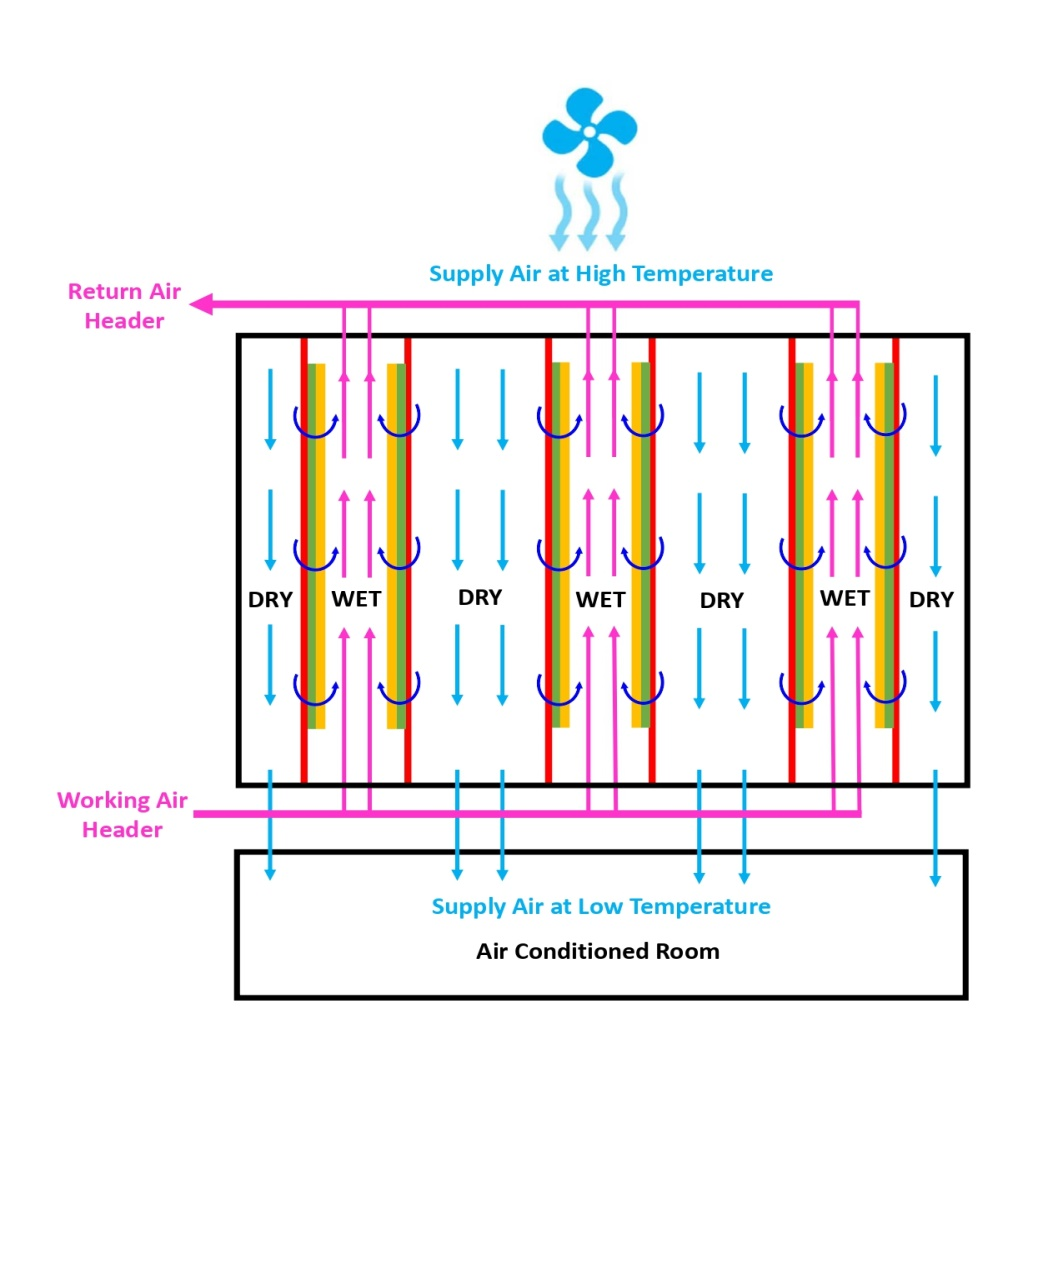 Supply Air at High Temperature
Return Air
Header
DRY
WET
DRY
WET
DRY
WET
DRY
Working Air
Header
Supply Air at Low Temperature
Air Conditioned Room